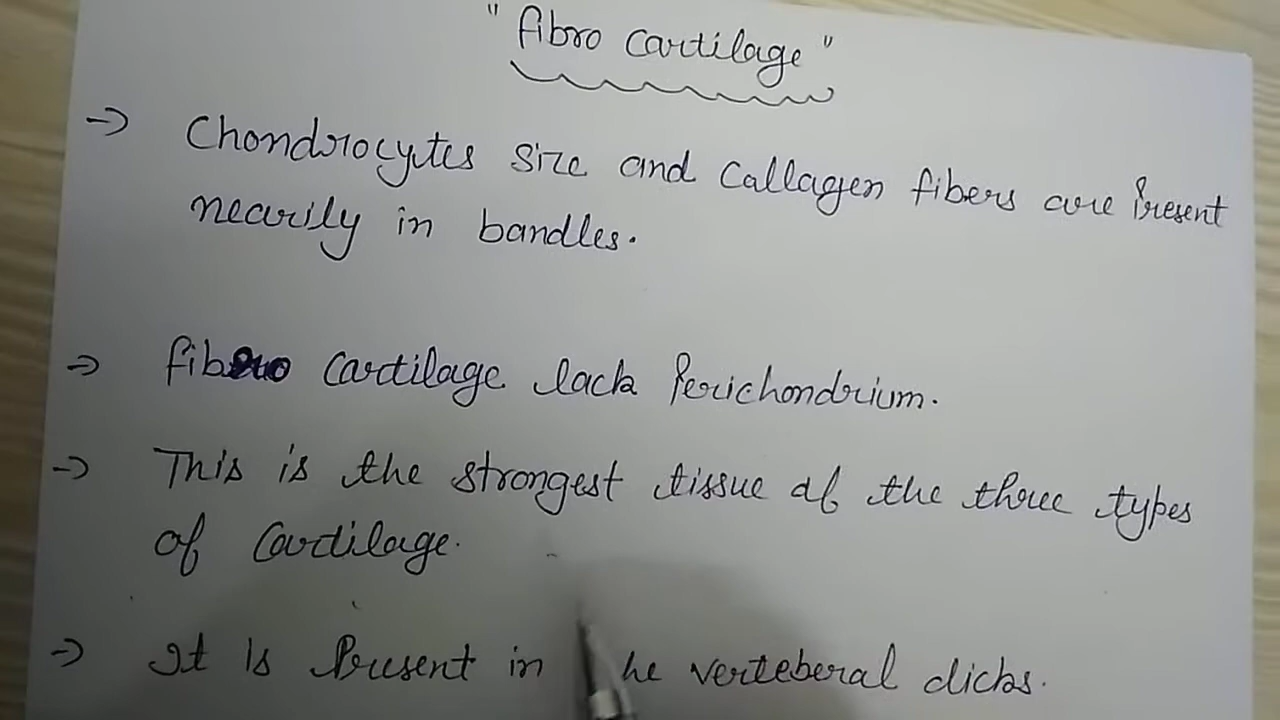 "fibro cartilage"
→ Chondrocytes size and callagen fibers are Present
nearily in bandles.
→ fibro cartilage lack Perichondrium.
→ This is the strongest tissue of the three types
of cartilage.
→ It is Present in he verteberal dicks.